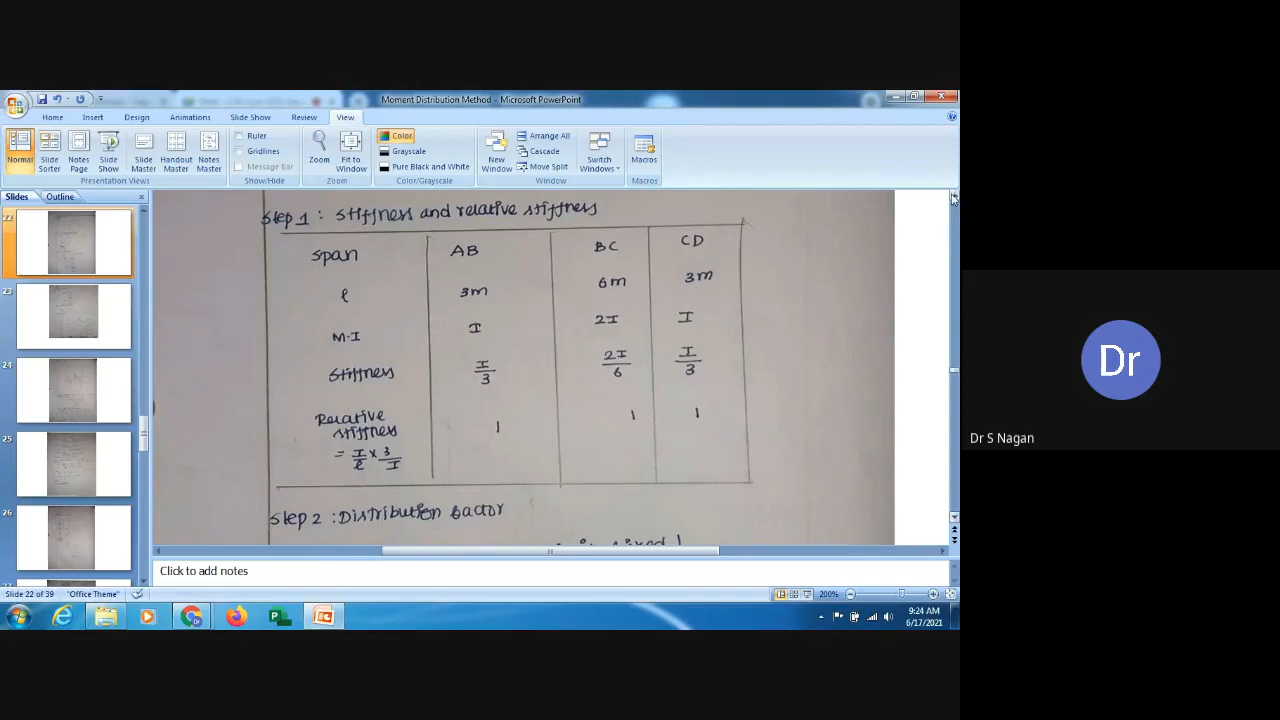 Moment Distribution Method - Microsoft PowerPoint
Home Insert Design Animations Slide Show Review View
Normal Slide Sorter Notes Page Slide Show Slide Master Handout Master Notes Master
Presentation Views
Ruler
Gridlines
Message Bar
Show/Hide
Zoom Fit to Window
Zoom
Color
Grayscale
Pure Black and White
Color/Grayscale
New Window
Arrange All
Cascade
Move Split
Switch Windows
Window
Macros
Macros
Slides Outline
22
23
24
25
26
Step 1 : Stiffness and relative stiffness
Span AB BC CD
l 3m 6m 3m
M.I I 2I I
Stiffness I/3 2I/6 I/3
Relative stiffness 1 1 1
= I/l × 3/I
Step 2 : Distribution factor
Click to add notes
Slide 22 of 39 "Office Theme" 200%
9:24 AM
6/17/2021
Dr
Dr S Nagan